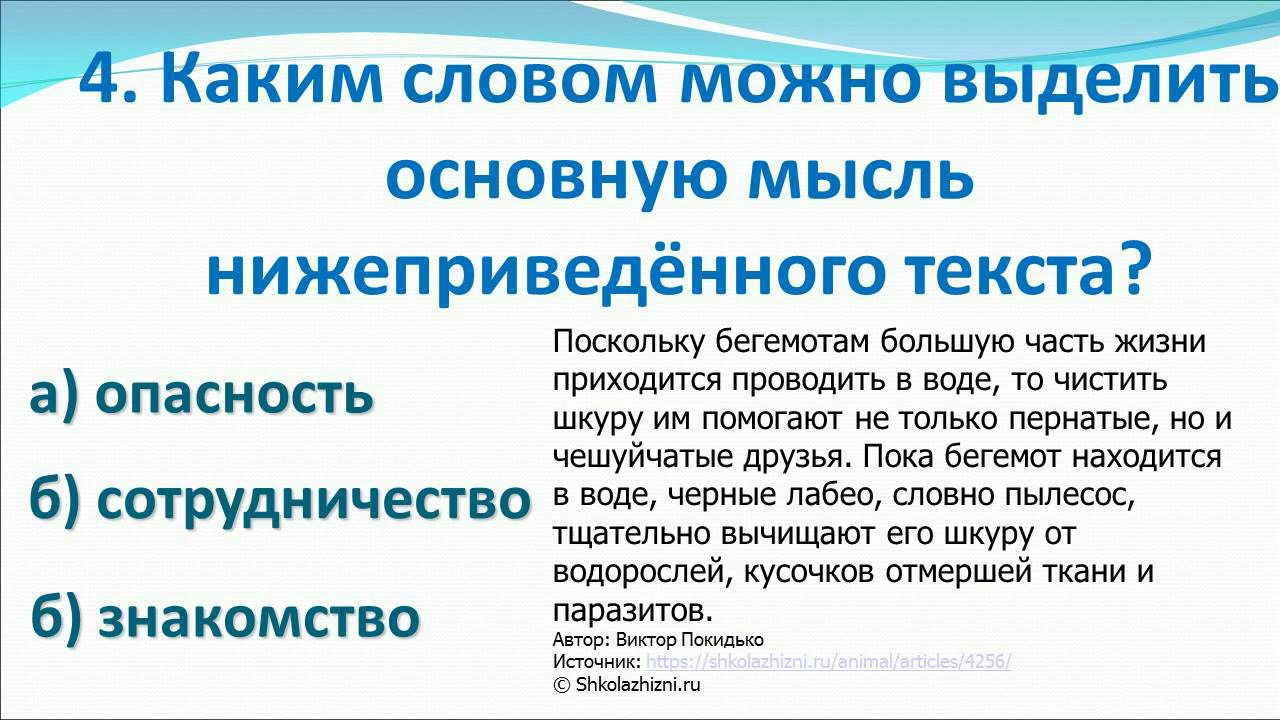 4. Каким словом можно выделить
основную мысль
нижеприведённого текста?
а) опасность
б) сотрудничество
б) знакомство
Поскольку бегемотам большую часть жизни
приходится проводить в воде, то чистить
шкуру им помогают не только пернатые, но и
чешуйчатые друзья. Пока бегемот находится
в воде, черные лабео, словно пылесос,
тщательно вычищают его шкуру от
водорослей, кусочков отмершей ткани и
паразитов.
Автор: Виктор Покидько
Источник: https://shkolazhizni.ru/animal/articles/4256/
© Shkolazhizni.ru